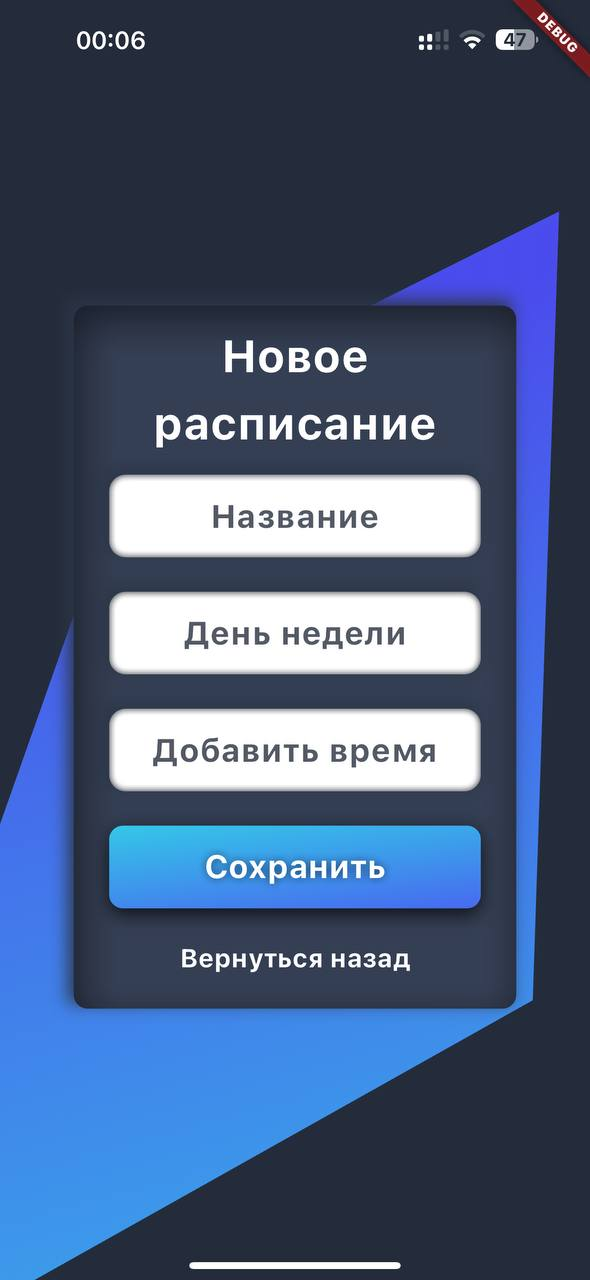 00:06
47
DEBUG
Новое
расписание
Название
День недели
Добавить время
Сохранить
Вернуться назад